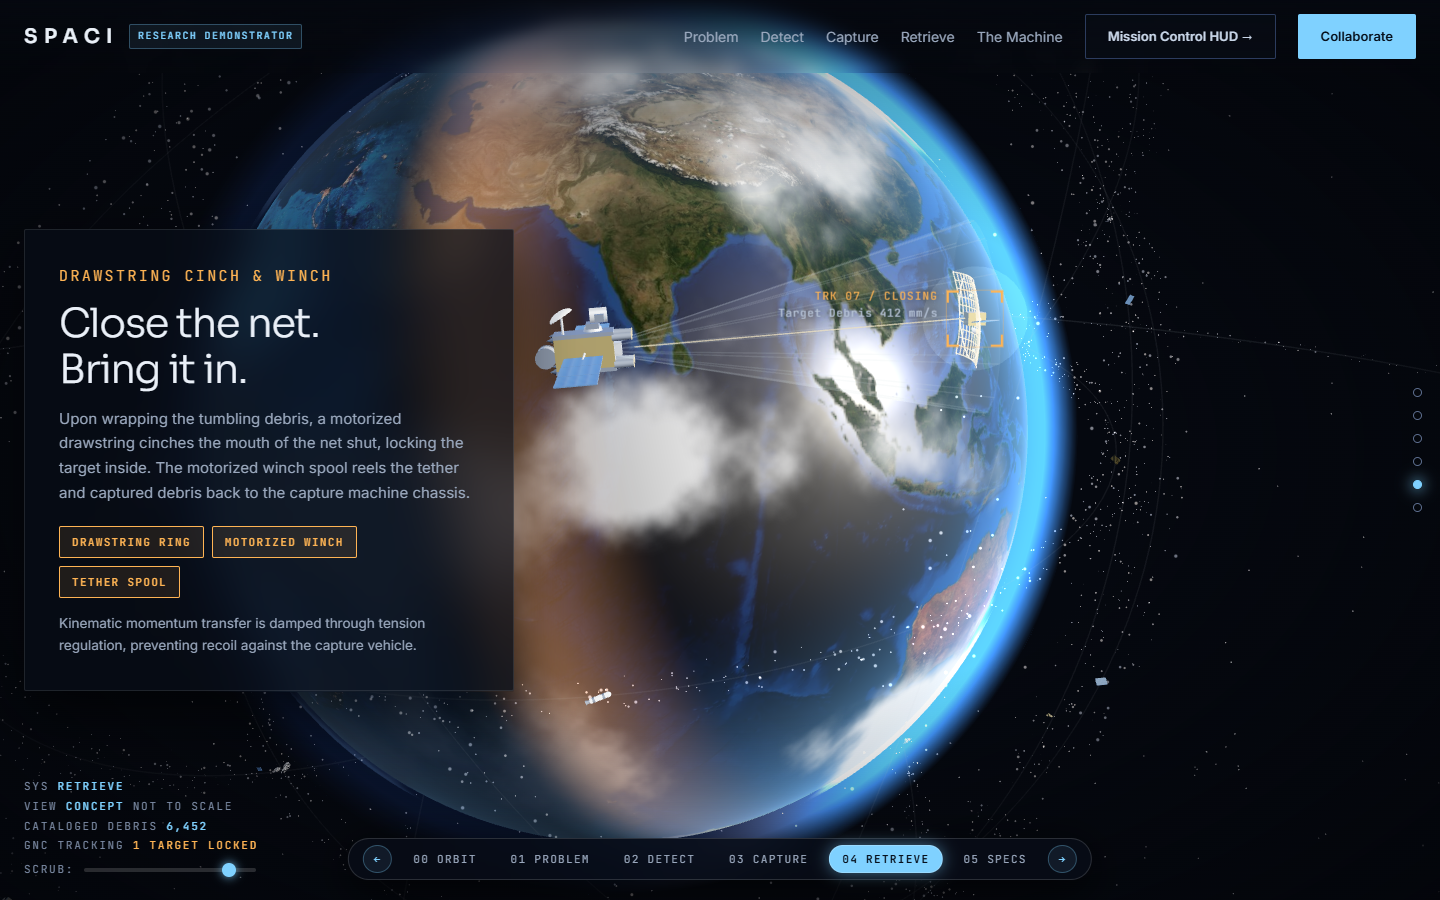 SPACI
RESEARCH DEMONSTRATOR
Problem
Detect
Capture
Retrieve
The Machine
Mission Control HUD →
Collaborate
DRAWSTRING CINCH & WINCH
Close the net.
Bring it in.
Upon wrapping the tumbling debris, a motorized
drawstring cinches the mouth of the net shut, locking the
target inside. The motorized winch spool reels the tether
and captured debris back to the capture machine chassis.
DRAWSTRING RING
MOTORIZED WINCH
TETHER SPOOL
Kinematic momentum transfer is damped through tension
regulation, preventing recoil against the capture vehicle.
TRK 07 / CLOSING
Target Debris 412 mm/s
SYS RETRIEVE
VIEW CONCEPT NOT TO SCALE
CATALOGED DEBRIS 6,452
GNC TRACKING 1 TARGET LOCKED
SCRUB:
←
00 ORBIT
01 PROBLEM
02 DETECT
03 CAPTURE
04 RETRIEVE
05 SPECS
→